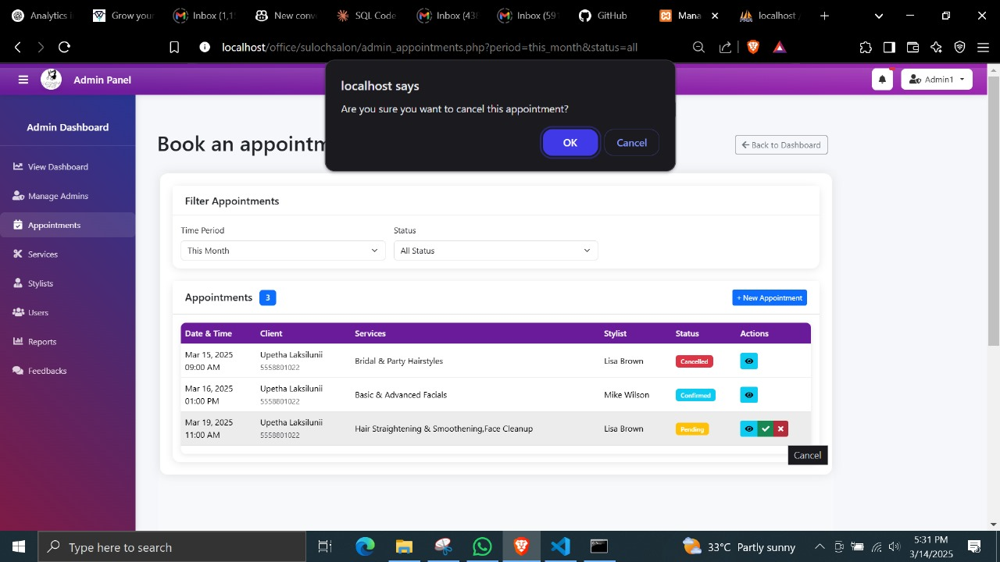 Analytics
Grow your
Inbox (1,1
New conv
SQL Code
Inbox (438
Inbox (591
GitHub
Mana
localhost
localhost/office/sulochsalon/admin_appointments.php?period=this_month&status=all
Admin Panel
Admin1
localhost says
Are you sure you want to cancel this appointment?
OK
Cancel
Admin Dashboard
View Dashboard
Manage Admins
Appointments
Services
Stylists
Users
Reports
Feedbacks
Book an appointm
Back to Dashboard
Filter Appointments
Time Period
Status
This Month
All Status
Appointments 3
+ New Appointment
Date & Time Client Services Stylist Status Actions
Mar 15, 2025 Upetha Laksilunii
09:00 AM 5558801022 Bridal & Party Hairstyles Lisa Brown Cancelled
Mar 16, 2025 Upetha Laksilunii
01:00 PM 5558801022 Basic & Advanced Facials Mike Wilson Confirmed
Mar 19, 2025 Upetha Laksilunii
11:00 AM 5558801022 Hair Straightening & Smoothening,Face Cleanup Lisa Brown Pending
Cancel
Type here to search
33°C Partly sunny
5:31 PM
3/14/2025